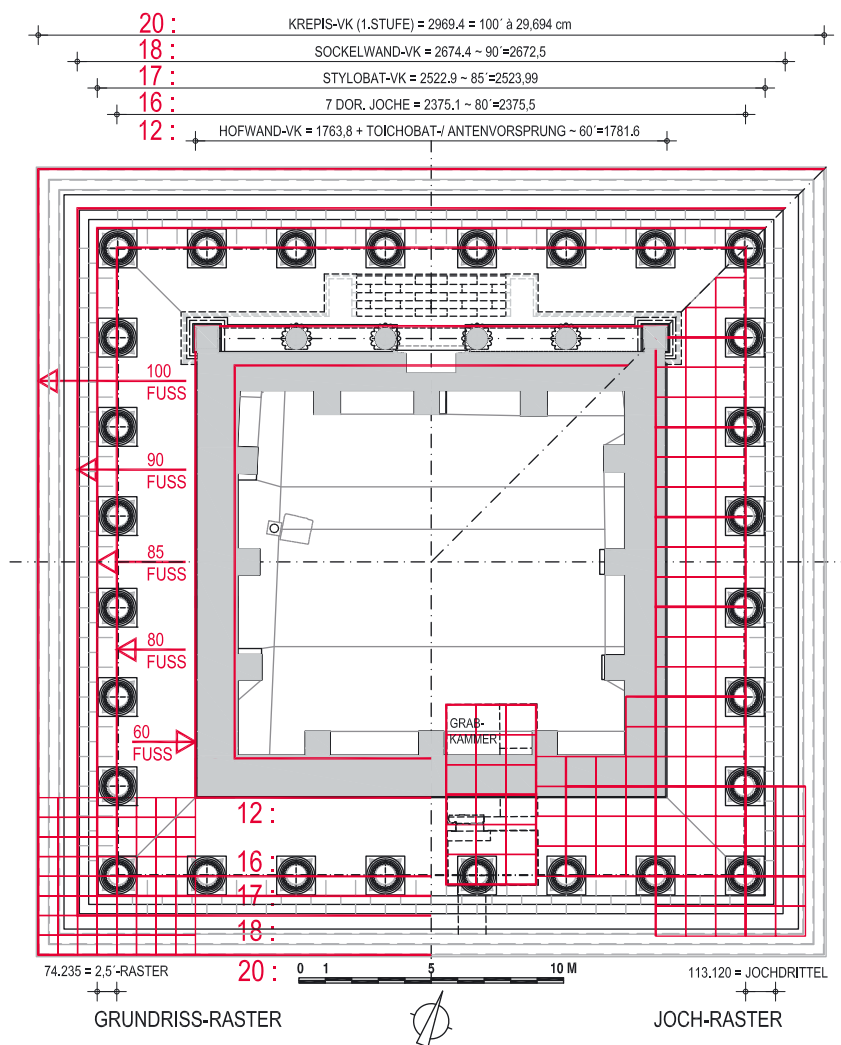 20 :
KREPIS-VK (1.STUFE) = 2969.4 = 100´ à 29,694 cm
18 :
SOCKELWAND-VK = 2674.4 ~ 90´=2672,5
17 :
STYLOBAT-VK = 2522.9 ~ 85´=2523,99
16 :
7 DOR. JOCHE = 2375.1 ~ 80´=2375,5
12 :
HOFWAND-VK = 1763,8 + TOICHOBAT-/ ANTENVORSPRUNG ~ 60´=1781.6
100
FUSS
90
FUSS
85
FUSS
80
FUSS
60
FUSS
GRAB-
KAMMER
12 :
16 :
17 :
18 :
20 :
74.235 = 2,5´-RASTER
0 1 5 10 M
113.120 = JOCHDRITTEL
GRUNDRISS-RASTER
JOCH-RASTER